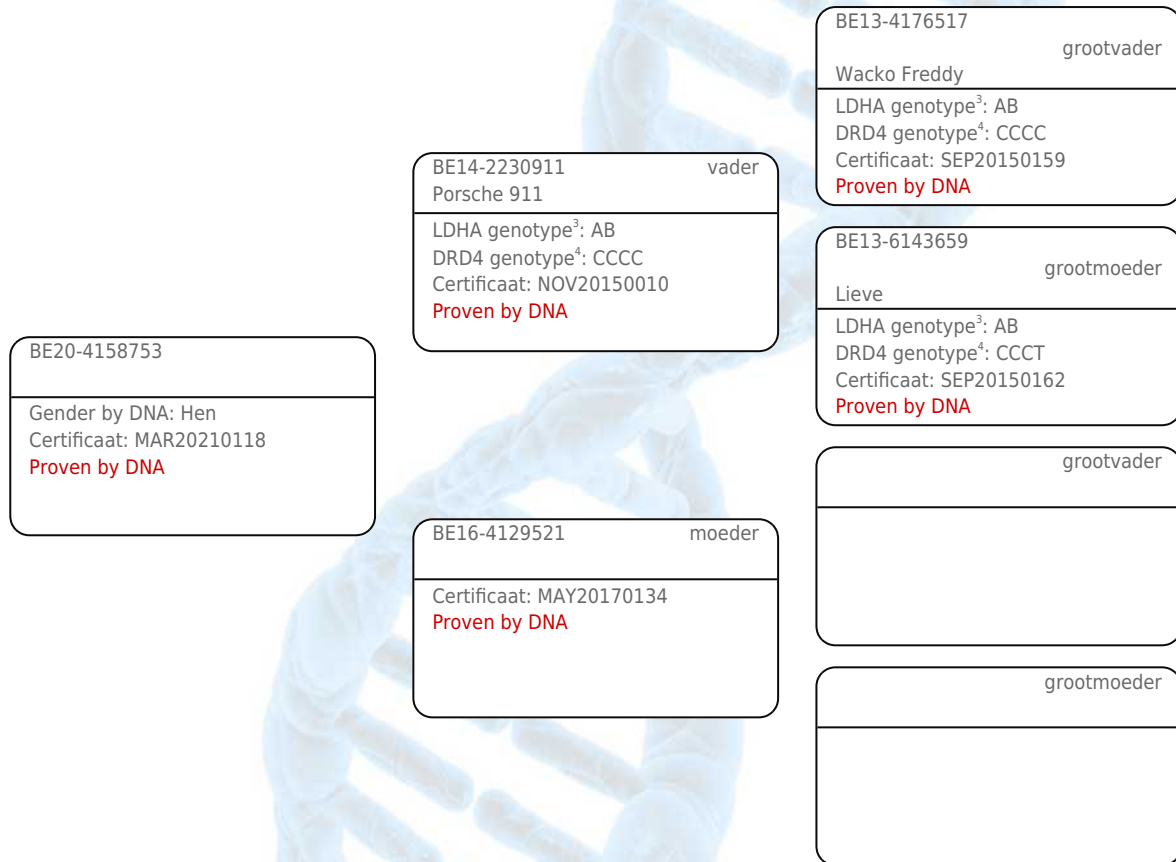 BE20-4158753
Gender by DNA: Hen
Certificaat: MAR20210118
Proven by DNA
BE14-2230911 vader
Porsche 911
LDHA genotype³: AB
DRD4 genotype⁴: CCCC
Certificaat: NOV20150010
Proven by DNA
BE16-4129521 moeder
Certificaat: MAY20170134
Proven by DNA
BE13-4176517
grootvader
Wacko Freddy
LDHA genotype³: AB
DRD4 genotype⁴: CCCC
Certificaat: SEP20150159
Proven by DNA
BE13-6143659
grootmoeder
Lieve
LDHA genotype³: AB
DRD4 genotype⁴: CCCT
Certificaat: SEP20150162
Proven by DNA
grootvader
grootmoeder